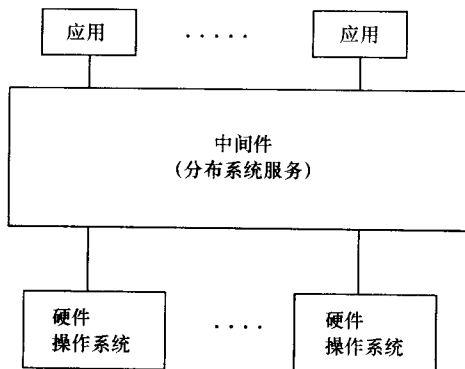 应用 ..... 应用
中间件
(分布系统服务)
硬件 .... 硬件
操作系统 操作系统